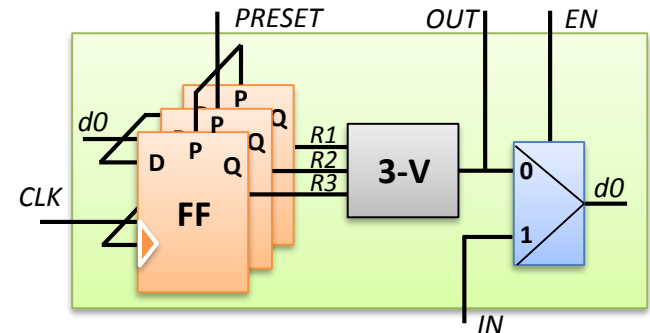 PRESET OUT EN
P
P Q
d0 Q R1
D P Q R2 3-V 0
R3 d0
CLK FF
1
IN